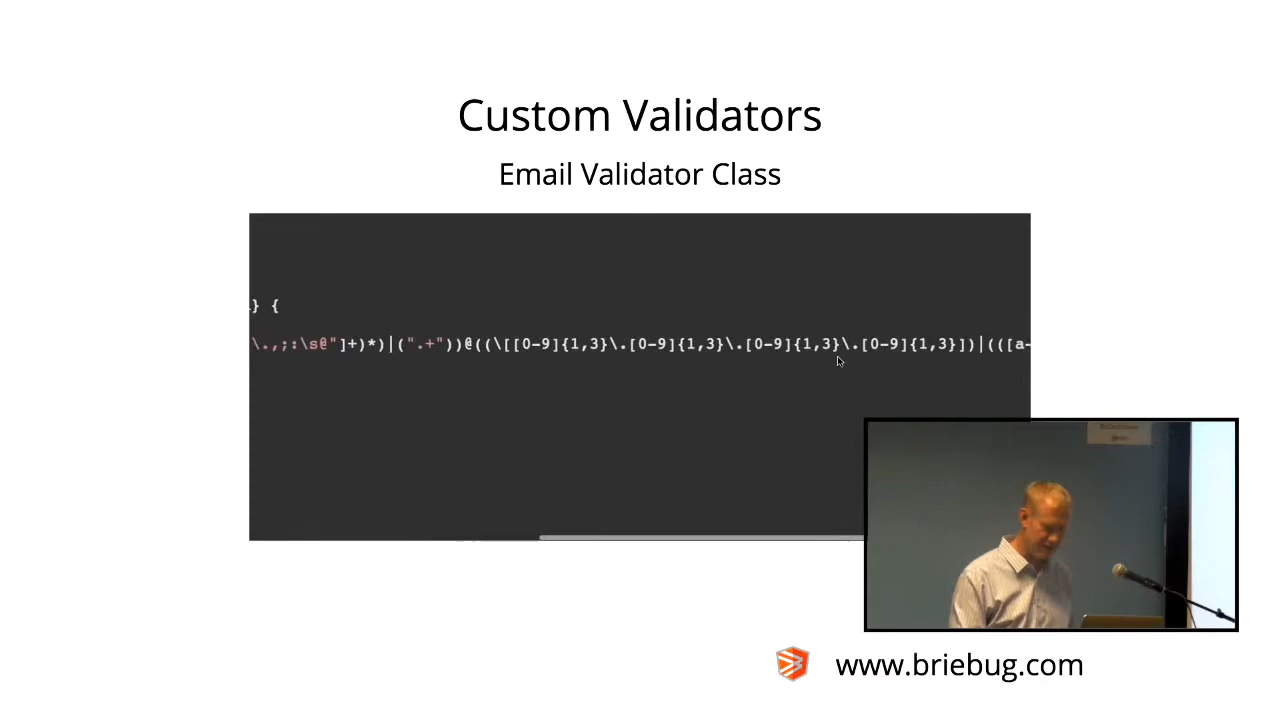 Custom Validators
Email Validator Class
} {
\.,;:\s@"]+)*)|(".+"))@((\[[0-9]{1,3}\.[0-9]{1,3}\.[0-9]{1,3}\.[0-9]{1,3}])|(([a-
www.briebug.com